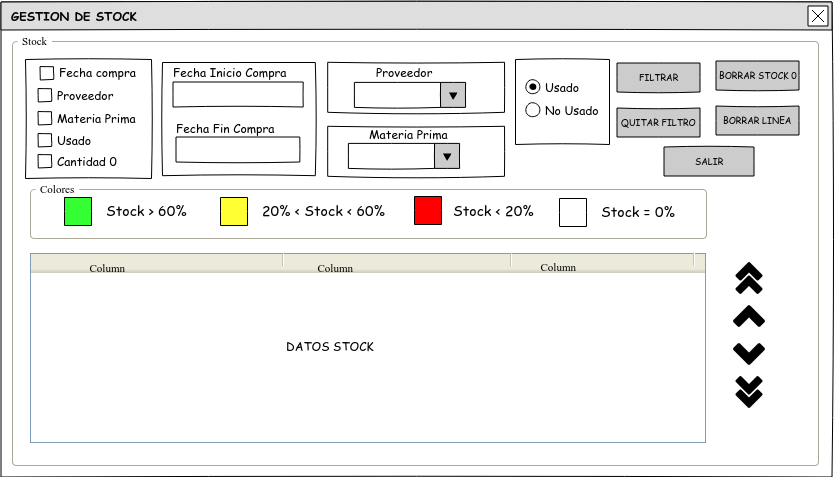 GESTION DE STOCK
Stock
Fecha compra
Proveedor
Materia Prima
Usado
Cantidad 0
Fecha Inicio Compra
Fecha Fin Compra
Proveedor
Materia Prima
Usado
No Usado
FILTRAR
BORRAR STOCK 0
QUITAR FILTRO
BORRAR LINEA
SALIR
Colores
Stock > 60%
20% < Stock < 60%
Stock < 20%
Stock = 0%
Column
Column
Column
DATOS STOCK